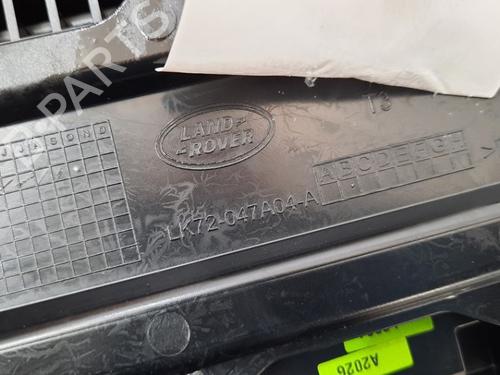 B-PARTS
LAND-
-ROVER
T3
J J A S O N D
ABCDEFGH
LK72-047A04-A
A2026